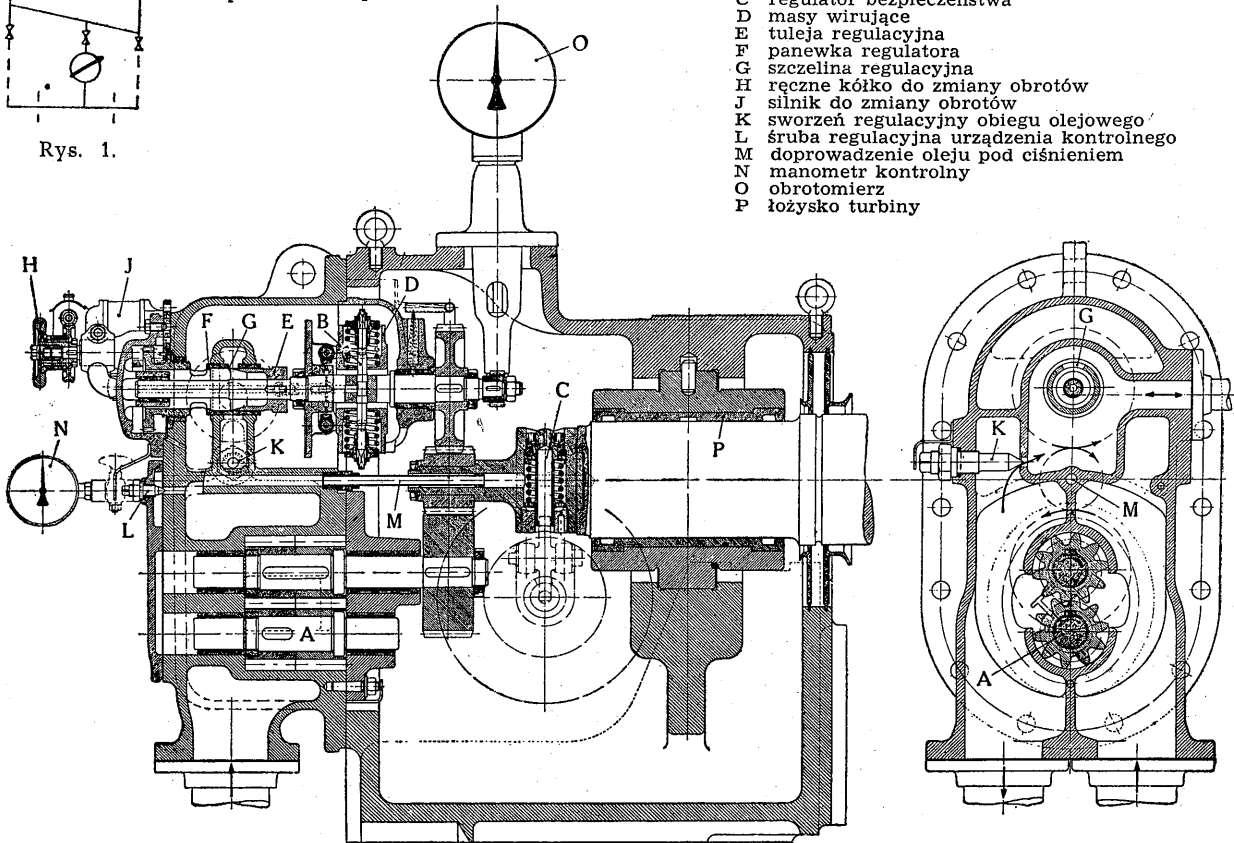 Rys. 1.
C regulator bezpieczeństwa
D masy wirujące
E tuleja regulacyjna
F panewka regulatora
G szczelina regulacyjna
H ręczne kółko do zmiany obrotów
J silnik do zmiany obrotów
K sworzeń regulacyjny obiegu olejowego
L śruba regulacyjna urządzenia kontrolnego
M doprowadzenie oleju pod ciśnieniem
N manometr kontrolny
O obrotomierz
P łożysko turbiny
O
H
J
F
G
E
B
D
C
P
N
K
L
M
A
G
K
M
A